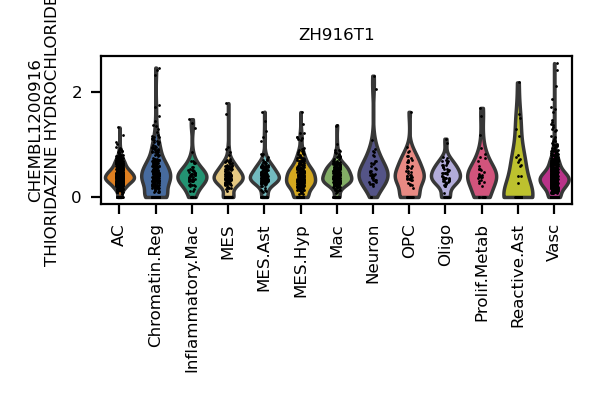 ZH916T1
CHEMBL1200916
THIORIDAZINE HYDROCHLORIDE
2
0
AC
Chromatin.Reg
Inflammatory.Mac
MES
MES.Ast
MES.Hyp
Mac
Neuron
OPC
Oligo
Prolif.Metab
Reactive.Ast
Vasc